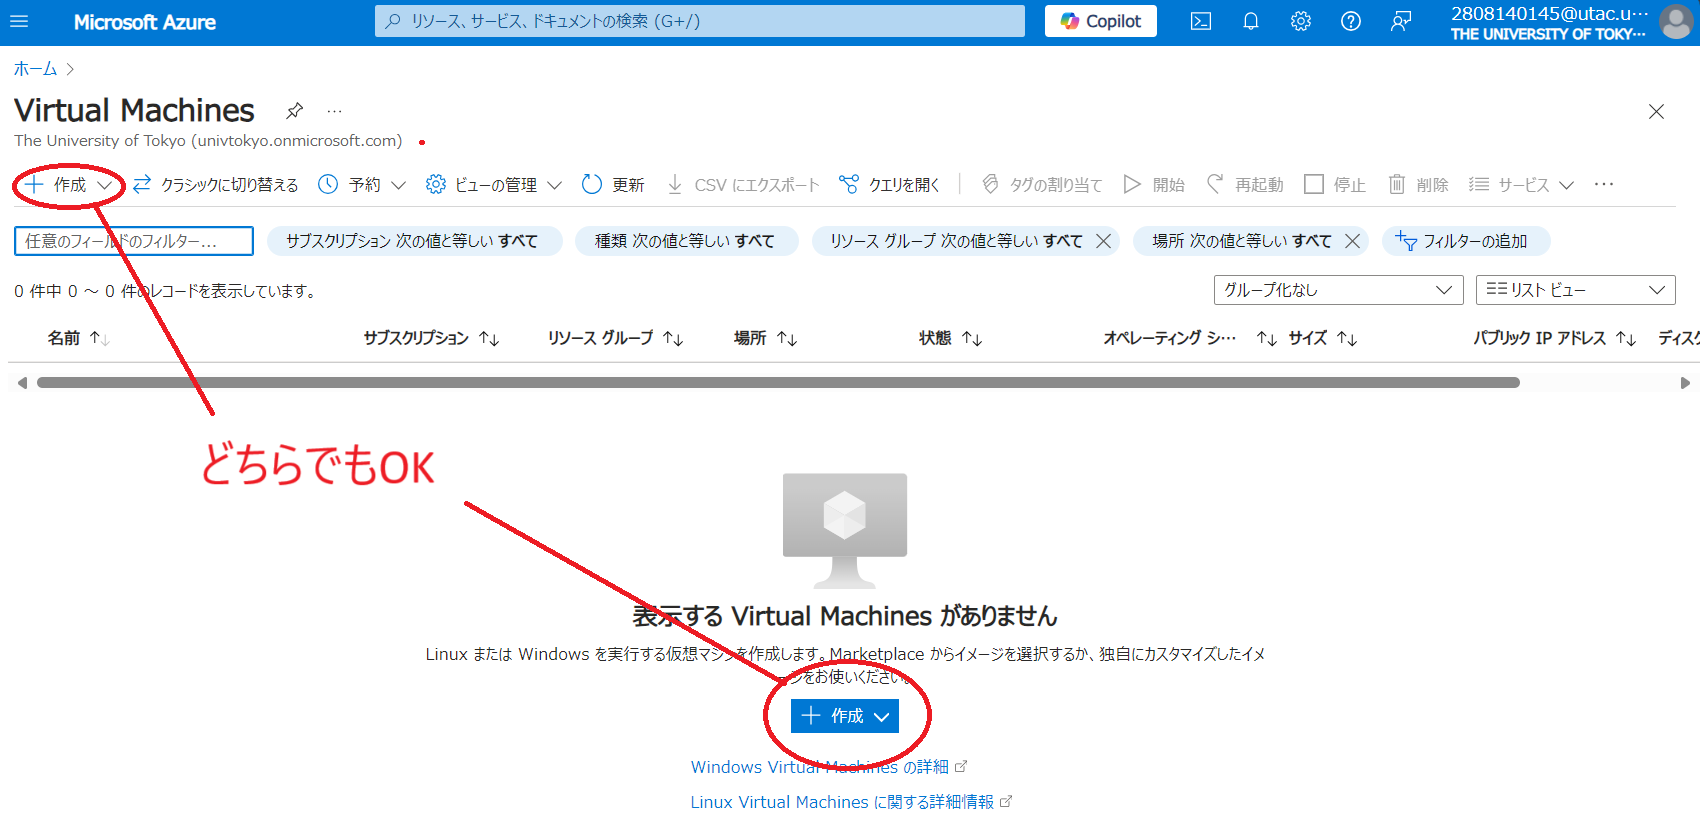 Microsoft Azure
リソース、サービス、ドキュメントの検索 (G+/)
Copilot
2808140145@utac.u…
THE UNIVERSITY OF TOKY…
ホーム
Virtual Machines
The University of Tokyo (univtokyo.onmicrosoft.com)
作成 クラシックに切り替える 予約 ビューの管理 更新 CSV にエクスポート クエリを開く タグの割り当て 開始 再起動 停止 削除 サービス
任意のフィールドのフィルター... サブスクリプション 次の値と等しい すべて 種類 次の値と等しい すべて リソース グループ 次の値と等しい すべて 場所 次の値と等しい すべて フィルターの追加
0 件中 0 ～ 0 件のレコードを表示しています。
グループ化なし リスト ビュー
名前 サブスクリプション リソース グループ 場所 状態 オペレーティング シ… サイズ パブリック IP アドレス ディスク
どちらでもOK
表示する Virtual Machines がありません
Linux または Windows を実行する仮想マシンを作成します。Marketplace からイメージを選択するか、独自にカスタマイズしたイメ
ージをお使いください。
作成
Windows Virtual Machines の詳細
Linux Virtual Machines に関する詳細情報